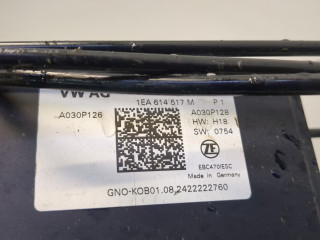 VW AG
1EA 614 517 M P 1
A030P126 A030P128
HW: H18
SW: 0754
ZF
EBC470IESC
Made in Germany
GNO-KOB01.08.2422222760